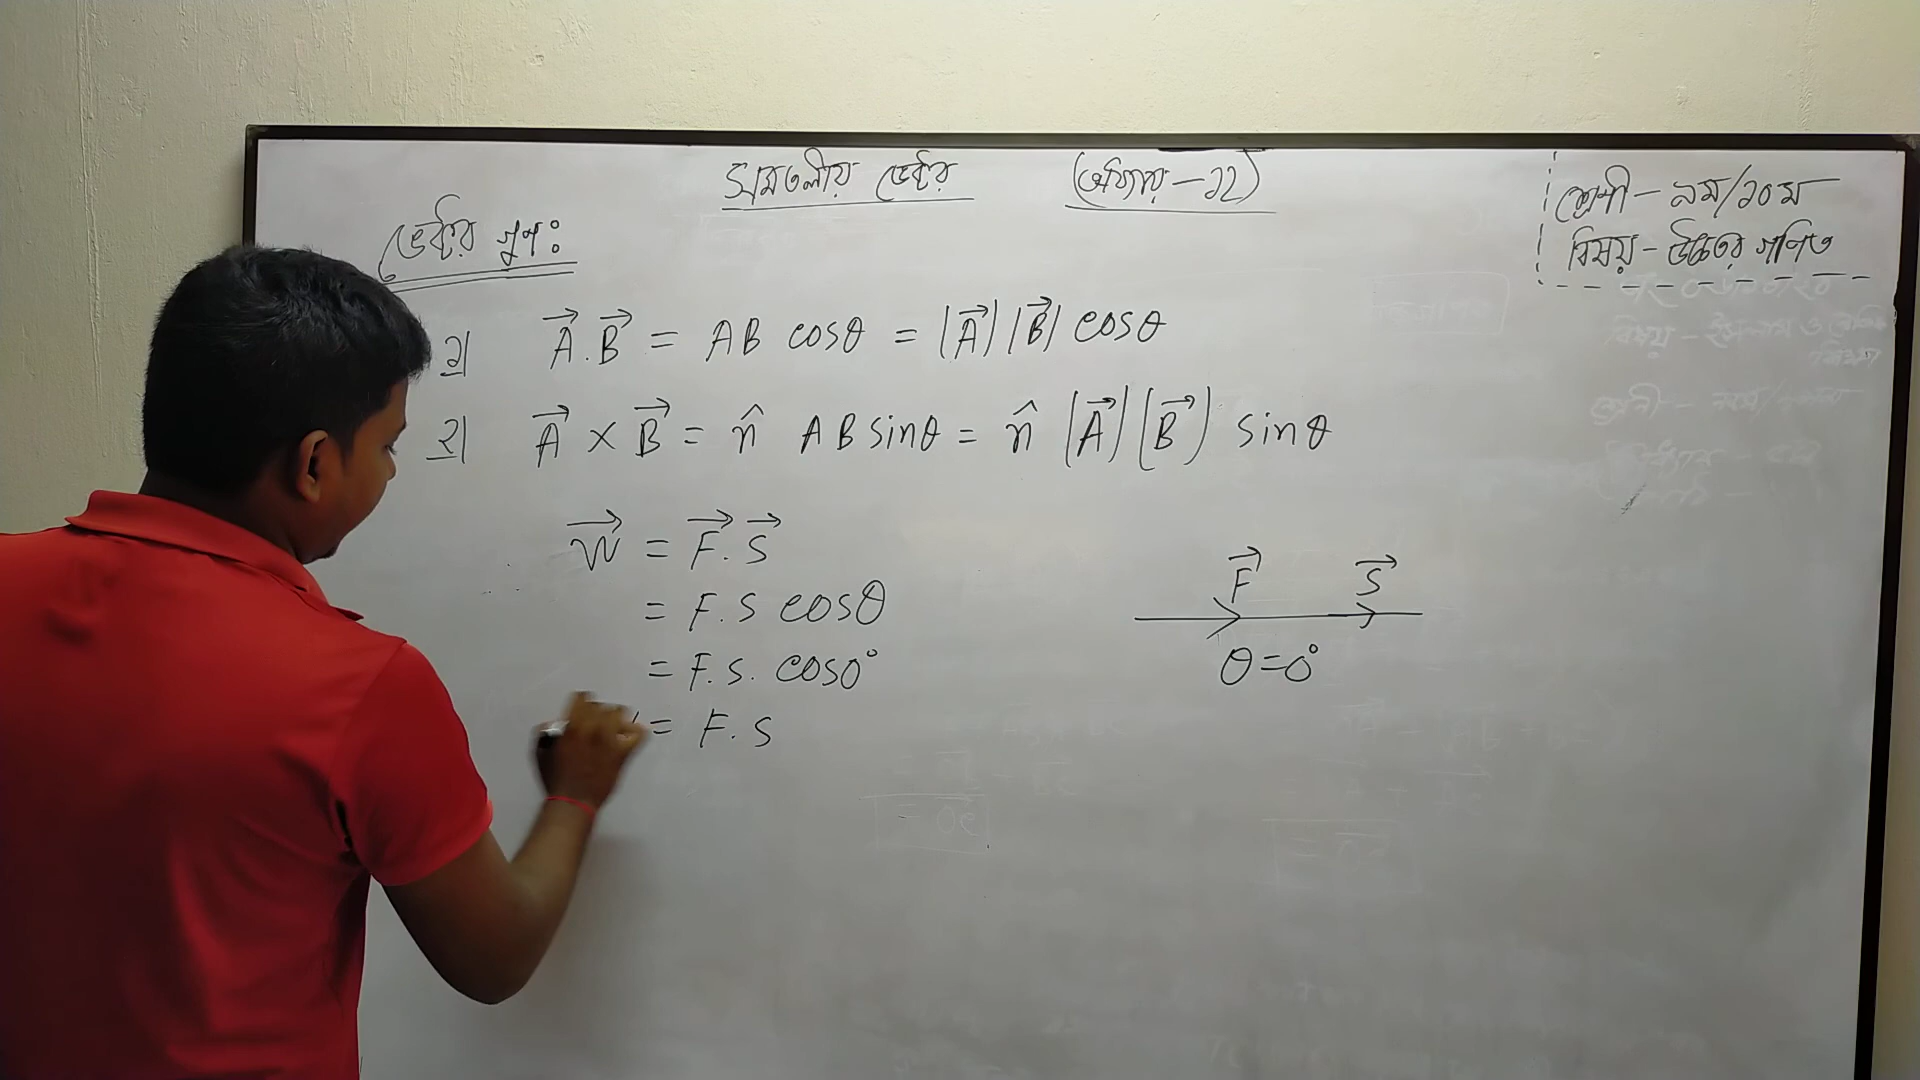 সমতলীয় ভেক্টর (অধ্যায়-১২)
শ্রেণী - ৯ম/১০ম
বিষয় - উচ্চতর গণিত
ভেক্টর গুণঃ
১| A⃗.B⃗ = AB cosθ = |A⃗||B⃗| cosθ
২| A⃗ × B⃗ = n̂ AB sinθ = n̂ |A⃗||B⃗| sinθ
W⃗ = F⃗.S⃗
= F.S cosθ
= F.S. cos0°
= F.S
F⃗ S⃗
θ=0°